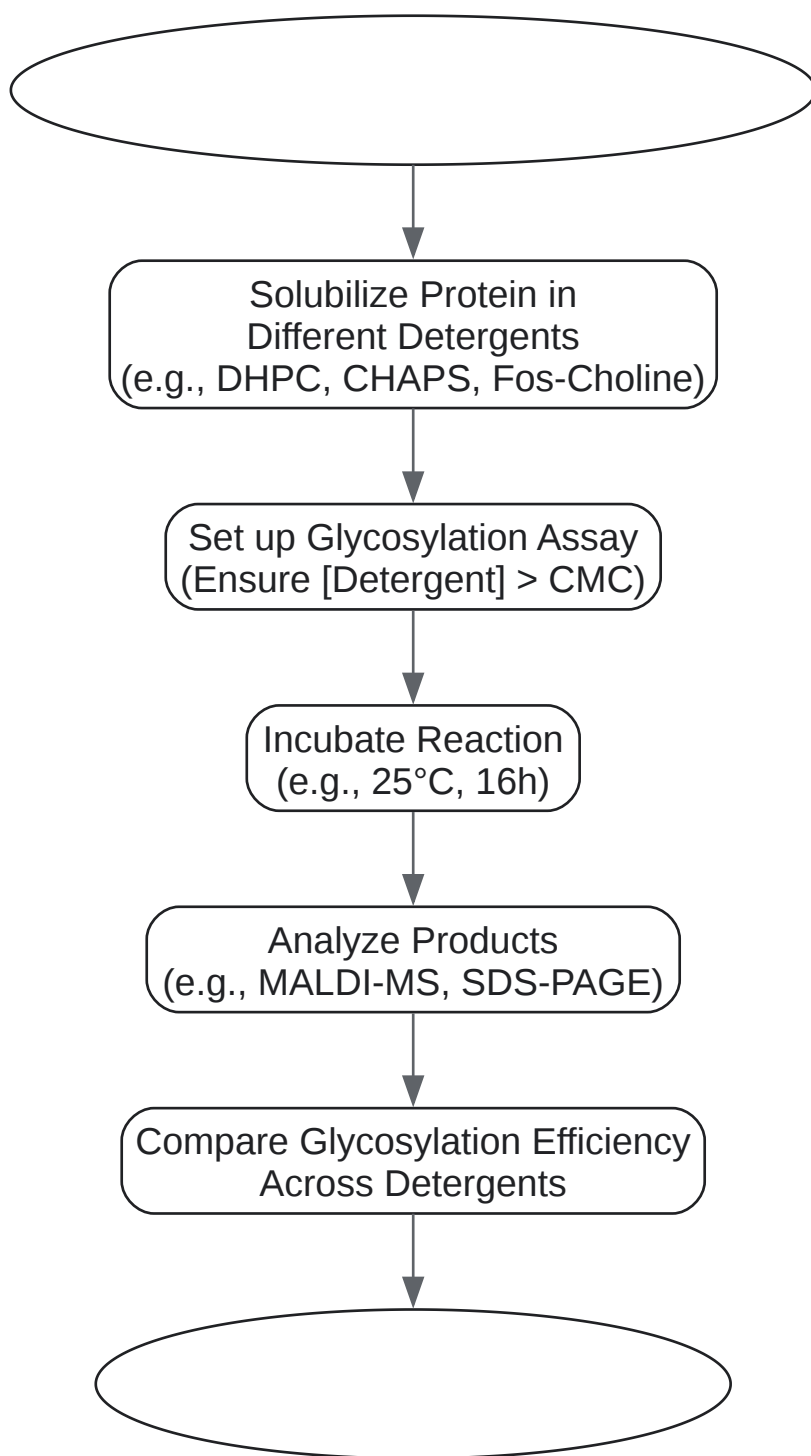 Solubilize Protein in
Different Detergents
(e.g., DHPC, CHAPS, Fos-Choline)
Set up Glycosylation Assay
(Ensure [Detergent] > CMC)
Incubate Reaction
(e.g., 25°C, 16h)
Analyze Products
(e.g., MALDI-MS, SDS-PAGE)
Compare Glycosylation Efficiency
Across Detergents